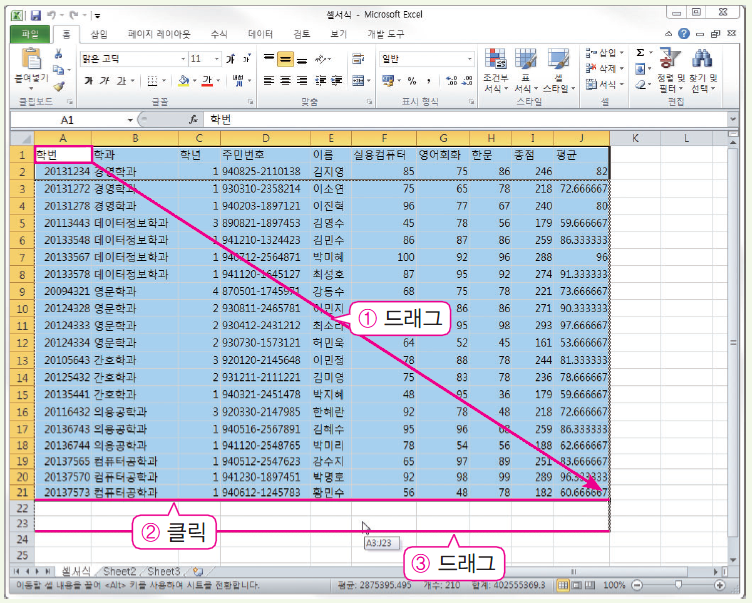 셀서식 - Microsoft Excel
파일 홈 삽입 페이지 레이아웃 수식 데이터 검토 보기 개발 도구
맑은 고딕 11 가 가 일반 삽입 Σ
붙여넣기 가 가 가 % , 조건부 서식 표 서식 셀 스타일 삭제 서식 정렬 및 필터 찾기 및 선택
클립보드 글꼴 맞춤 표시 형식 스타일 셀 편집
A1 fx 학번
A B C D E F G H I J K L
1 학번 학과 학년 주민번호 이름 실용컴퓨터 영어회화 한문 총점 평균
2 20131234 경영학과 1 940825-2110138 김지영 85 75 86 246 82
3 20131272 경영학과 1 930310-2358214 이소연 75 65 78 218 72.666667
4 20131278 경영학과 1 940203-1897121 이진혁 96 77 67 240 80
5 20113443 데이터정보학과 3 890821-1897453 김영수 45 78 56 179 59.666667
6 20133548 데이터정보학과 1 941210-1324423 김민수 86 87 86 259 86.333333
7 20133567 데이터정보학과 1 940712-2564871 박미혜 100 92 96 288 96
8 20133578 데이터정보학과 1 941120-1645127 최성호 87 95 92 274 91.333333
9 20094321 영문학과 4 870501-1745971 강동수 68 75 78 221 73.666667
10 20124328 영문학과 2 930811-2465781 이민지 86 86 271 90.333333
11 20124333 영문학과 2 930412-2431212 최소라 95 98 293 97.666667
12 20124334 영문학과 2 930730-1573121 허민욱 64 52 45 161 53.666667
13 20105643 간호학과 3 920120-2145648 이민정 78 88 78 244 81.333333
14 20125432 간호학과 2 931211-2111221 김미영 75 83 78 236 78.666667
15 20135441 간호학과 1 940321-2451478 박지혜 48 95 36 179 59.666667
16 20116432 의용공학과 3 920330-2147985 한혜란 92 78 48 218 72.666667
17 20136743 의용공학과 1 940516-2567891 김혜수 95 96 68 259 86.333333
18 20136744 의용공학과 1 941120-2548765 박미리 78 54 56 188 62.666667
19 20137565 컴퓨터공학과 1 940512-2547623 강수지 65 97 89 251 83.666667
20 20137570 컴퓨터공학과 1 941230-1897451 박명호 92 98 99 289 96.333333
21 20137573 컴퓨터공학과 1 940612-1245783 황민수 56 48 78 182 60.666667
22
23
24
25
① 드래그
② 클릭
A3:J23
③ 드래그
셀서식 Sheet2 Sheet3
이동할 셀 내용을 끌어 <Alt> 키를 사용하여 시트를 전환합니다. 평균: 2875395.495 개수: 210 합계: 402555369.3 100%